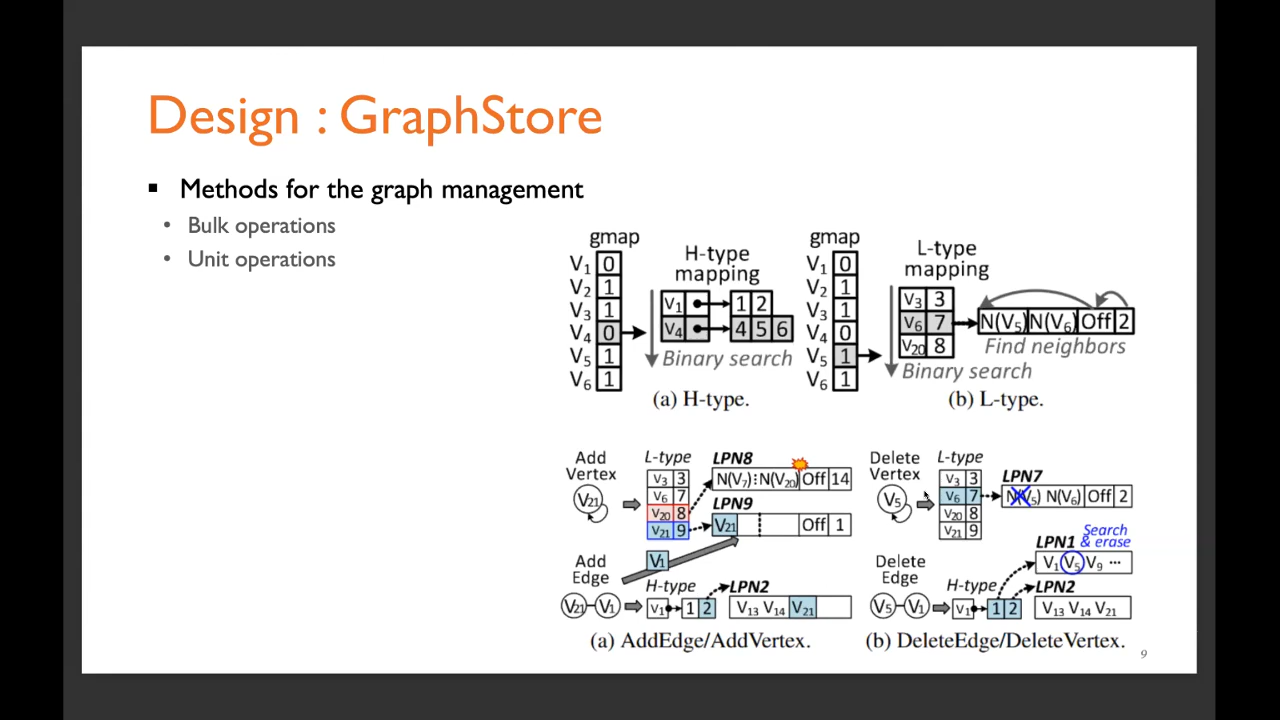 Design : GraphStore
Methods for the graph management
Bulk operations
Unit operations
gmap
V1 0
V2 1
V3 1
V4 0
V5 1
V6 1
H-type
mapping
V1 1 2
V4 4 5 6
Binary search
(a) H-type.
gmap
V1 0
V2 1
V3 1
V4 0
V5 1
V6 1
L-type
mapping
V3 3
V6 7
V20 8
N(V5) N(V6) Off 2
Find neighbors
Binary search
(b) L-type.
Add
Vertex
V21
L-type
V3 3
V6 7
V20 8
V21 9
LPN8
N(V7) N(V20) Off 14
LPN9
V21 Off 1
V1
Add
Edge
V21 V1
H-type
V1 1 2
LPN2
V13 V14 V21
(a) AddEdge/AddVertex.
Delete
Vertex
V5
L-type
V3 3
V6 7
V20 8
V21 9
LPN7
N(V5) N(V6) Off 2
Search
& erase
LPN1
V1 V5 V9 ···
Delete
Edge
V5 V1
H-type
V1 1 2
LPN2
V13 V14 V21
(b) DeleteEdge/DeleteVertex.
9